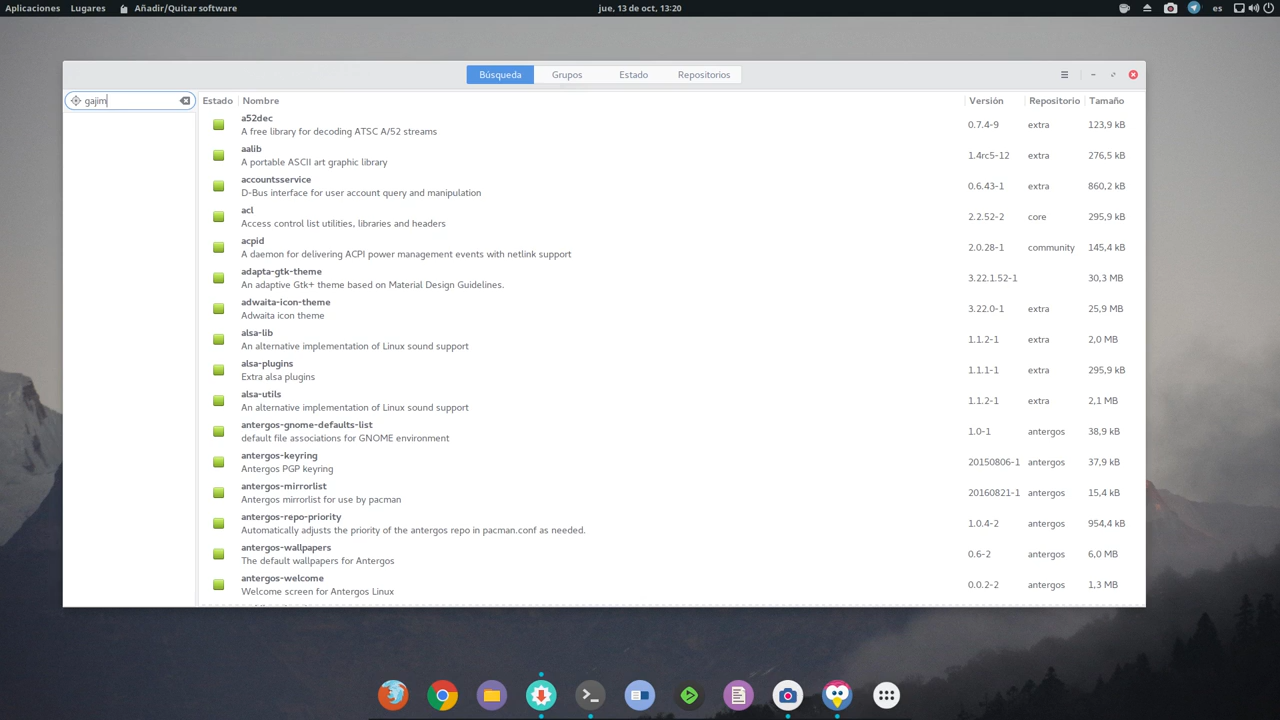 Aplicaciones Lugares Añadir/Quitar software jue, 13 de oct, 13:20 es
Búsqueda Grupos Estado Repositorios
gajim Estado Nombre Versión Repositorio Tamaño
a52dec
A free library for decoding ATSC A/52 streams 0.7.4-9 extra 123,9 kB
aalib
A portable ASCII art graphic library 1.4rc5-12 extra 276,5 kB
accountsservice
D-Bus interface for user account query and manipulation 0.6.43-1 extra 860,2 kB
acl
Access control list utilities, libraries and headers 2.2.52-2 core 295,9 kB
acpid
A daemon for delivering ACPI power management events with netlink support 2.0.28-1 community 145,4 kB
adapta-gtk-theme
An adaptive Gtk+ theme based on Material Design Guidelines. 3.22.1.52-1 30,3 MB
adwaita-icon-theme
Adwaita icon theme 3.22.0-1 extra 25,9 MB
alsa-lib
An alternative implementation of Linux sound support 1.1.2-1 extra 2,0 MB
alsa-plugins
Extra alsa plugins 1.1.1-1 extra 295,9 kB
alsa-utils
An alternative implementation of Linux sound support 1.1.2-1 extra 2,1 MB
antergos-gnome-defaults-list
default file associations for GNOME environment 1.0-1 antergos 38,9 kB
antergos-keyring
Antergos PGP keyring 20150806-1 antergos 37,9 kB
antergos-mirrorlist
Antergos mirrorlist for use by pacman 20160821-1 antergos 15,4 kB
antergos-repo-priority
Automatically adjusts the priority of the antergos repo in pacman.conf as needed. 1.0.4-2 antergos 954,4 kB
antergos-wallpapers
The default wallpapers for Antergos 0.6-2 antergos 6,0 MB
antergos-welcome
Welcome screen for Antergos Linux 0.0.2-2 antergos 1,3 MB